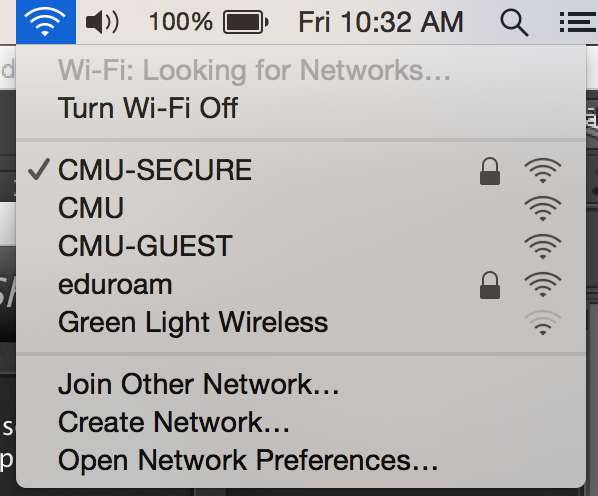 100% Fri 10:32 AM
Wi-Fi: Looking for Networks...
Turn Wi-Fi Off
CMU-SECURE
CMU
CMU-GUEST
eduroam
Green Light Wireless
Join Other Network...
Create Network...
Open Network Preferences...